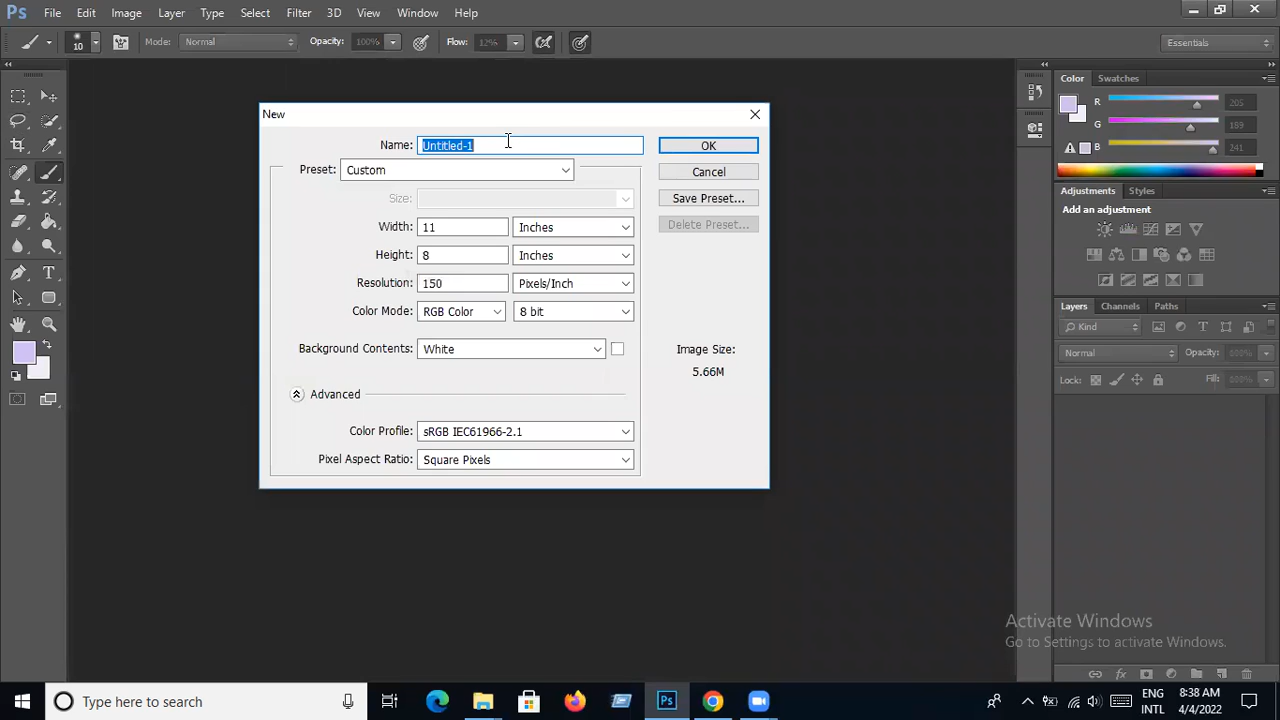 Ps File Edit Image Layer Type Select Filter 3D View Window Help
10 Mode: Normal Opacity: 100% Flow: 12% Essentials
New
Name: Untitled-1 OK
Preset: Custom Cancel
Size: Save Preset...
Width: 11 Inches Delete Preset...
Height: 8 Inches
Resolution: 150 Pixels/Inch
Color Mode: RGB Color 8 bit
Background Contents: White
Image Size:
5.66M
Advanced
Color Profile: sRGB IEC61966-2.1
Pixel Aspect Ratio: Square Pixels
Color Swatches
R 205
G 189
B 241
Adjustments Styles
Add an adjustment
Layers Channels Paths
Kind
Normal Opacity: 100%
Lock: Fill: 100%
Activate Windows
Go to Settings to activate Windows.
Type here to search
Ps
ENG
INTL
8:38 AM
4/4/2022